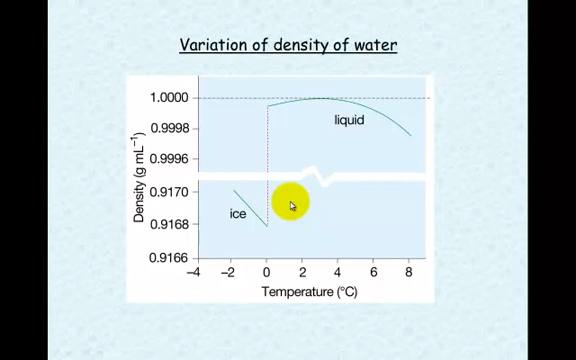 Variation of density of water
1.0000
0.9998
0.9996
0.9170
0.9168
0.9166
Density (g mL⁻¹)
liquid
ice
−4 −2 0 2 4 6 8
Temperature (°C)